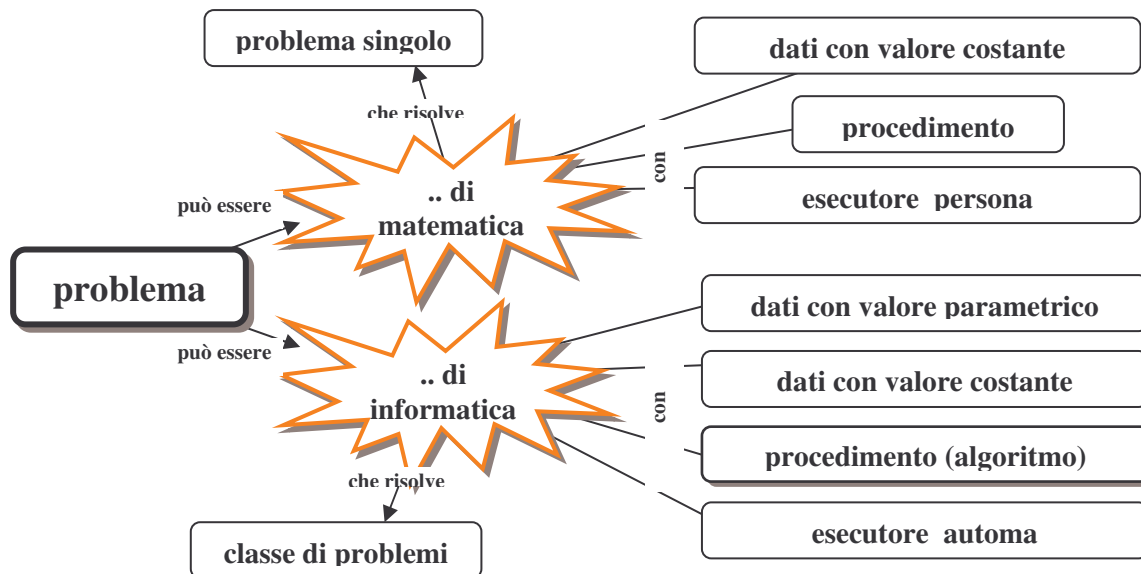 problema singolo
dati con valore costante
che risolve
procedimento
con
.. di
matematica
esecutore  persona
può essere
problema
dati con valore parametrico
può essere
.. di
informatica
dati con valore costante
con
procedimento (algoritmo)
che risolve
esecutore  automa
classe di problemi